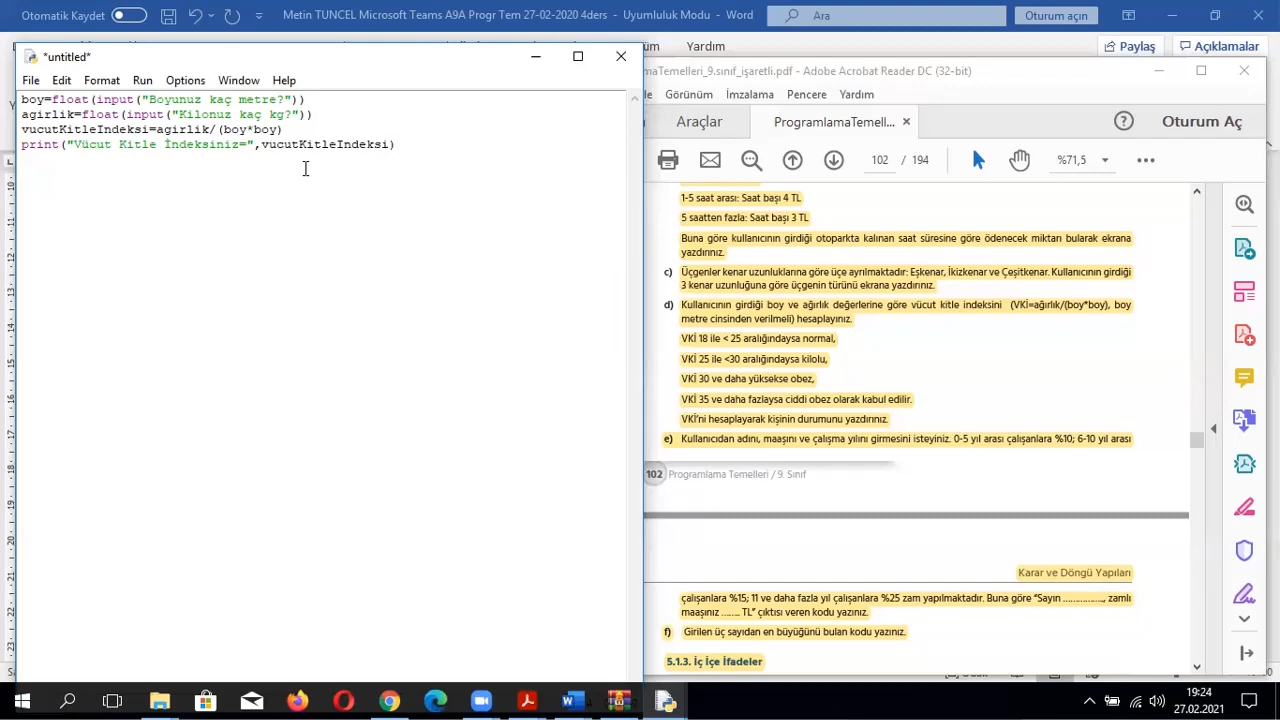 Otomatik Kaydet
Metin TUNCEL Microsoft Teams A9A Progr Tem 27-02-2020 4ders - Uyumluluk Modu - Word
Ara
Oturum açın
Yardım
Paylaş
Açıklamalar
*untitled*
File Edit Format Run Options Window Help
boy=float(input("Boyunuz kaç metre?"))
agirlik=float(input("Kilonuz kaç kg?"))
vucutKitleIndeksi=agirlik/(boy*boy)
print("Vücut Kitle İndeksiniz=",vucutKitleIndeksi)
maTemelleri_9.sınıf_işaretli.pdf - Adobe Acrobat Reader DC (32-bit)
le Görünüm İmzalama Pencere Yardım
Araçlar
ProgramlamaTemell...
Oturum Aç
102 / 194
%71,5
1-5 saat arası: Saat başı 4 TL
5 saatten fazla: Saat başı 3 TL
Buna göre kullanıcının girdiği otoparkta kalınan saat süresine göre ödenecek miktarı bularak ekrana
yazdırınız.
c) Üçgenler kenar uzunluklarına göre üçe ayrılmaktadır: Eşkenar, İkizkenar ve Çeşitkenar. Kullanıcının girdiği
3 kenar uzunluğuna göre üçgenin türünü ekrana yazdırınız.
d) Kullanıcının girdiği boy ve ağırlık değerlerine göre vücut kitle indeksini (VKİ=ağırlık/(boy*boy), boy
metre cinsinden verilmeli) hesaplayınız.
VKİ 18 ile < 25 aralığındaysa normal,
VKİ 25 ile <30 aralığındaysa kilolu,
VKİ 30 ve daha yüksekse obez,
VKİ 35 ve daha fazlaysa ciddi obez olarak kabul edilir.
VKİ'ni hesaplayarak kişinin durumunu yazdırınız.
e) Kullanıcıdan adını, maaşını ve çalışma yılını girmesini isteyiniz. 0-5 yıl arası çalışanlara %10; 6-10 yıl arası
102 Programlama Temelleri / 9. Sınıf
Karar ve Döngü Yapıları
çalışanlara %15; 11 ve daha fazla yıl çalışanlara %25 zam yapılmaktadır. Buna göre "Sayın ..............., zamlı
maaşınız ....... TL" çıktısı veren kodu yazınız.
f) Girilen üç sayıdan en büyüğünü bulan kodu yazınız.
5.1.3. İç İçe İfadeler
19:24
27.02.2021